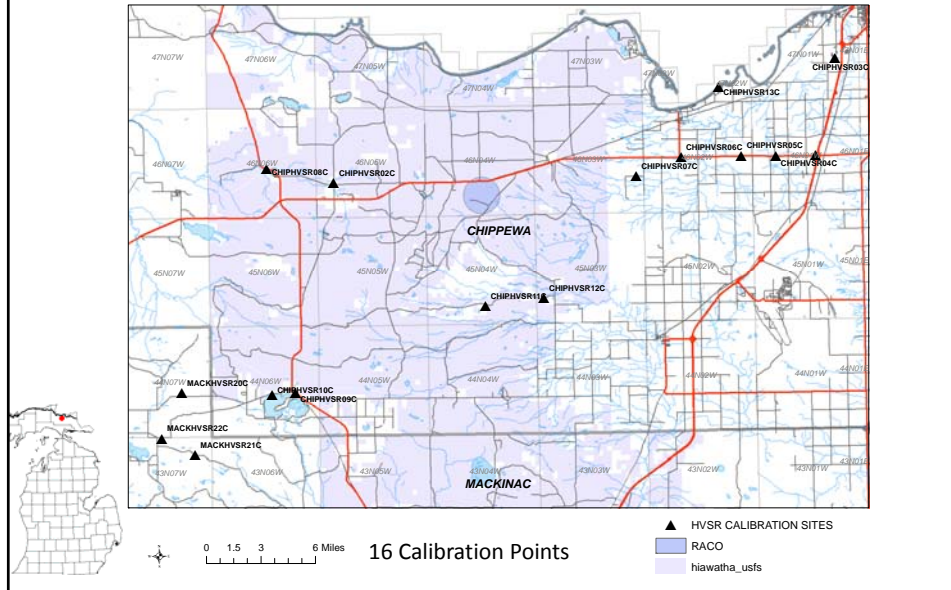 47N07W
47N06W
47N05W
47N04W
47N03W
47N01W
CHIPHVSR03C
CHIPHVSR13C
46N07W
46N06W
46N05W
46N04W
46N03W
CHIPHVSR06C
CHIPHVSR05C
CHIPHVSR04C
CHIPHVSR07C
CHIPHVSR08C
CHIPHVSR02C
CHIPPEWA
45N07W
45N06W
45N05W
45N04W
45N03W
45N02W
45N01W
CHIPHVSR12C
44N07W
MACKHVSR20C
44N06W
CHIPHVSR10C
CHIPHVSR09C
44N05W
44N04W
44N03W
44N02W
44N01W
MACKHVSR22C
MACKHVSR21C
43N07W
43N06W
43N05W
43N04W
43N03W
43N02W
43N01W
MACKINAC
HVSR CALIBRATION SITES
RACO
hiawatha_usfs
0 1.5 3 6 Miles
16 Calibration Points